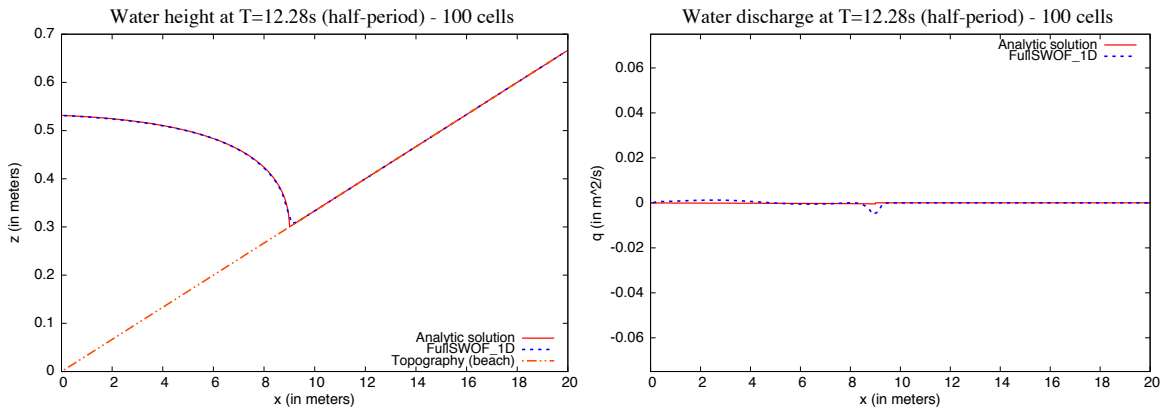 Water height at T=12.28s (half-period) - 100 cells
0.7
0.6
0.5
0.4
0.3
0.2
0.1
0
z (in meters)
Analytic solution
FullSWOF_1D
Topography (beach)
0 2 4 6 8 10 12 14 16 18 20
x (in meters)
Water discharge at T=12.28s (half-period) - 100 cells
Analytic solution
FullSWOF_1D
0.06
0.04
0.02
0
-0.02
-0.04
-0.06
q (in m^2/s)
0 2 4 6 8 10 12 14 16 18 20
x (in meters)